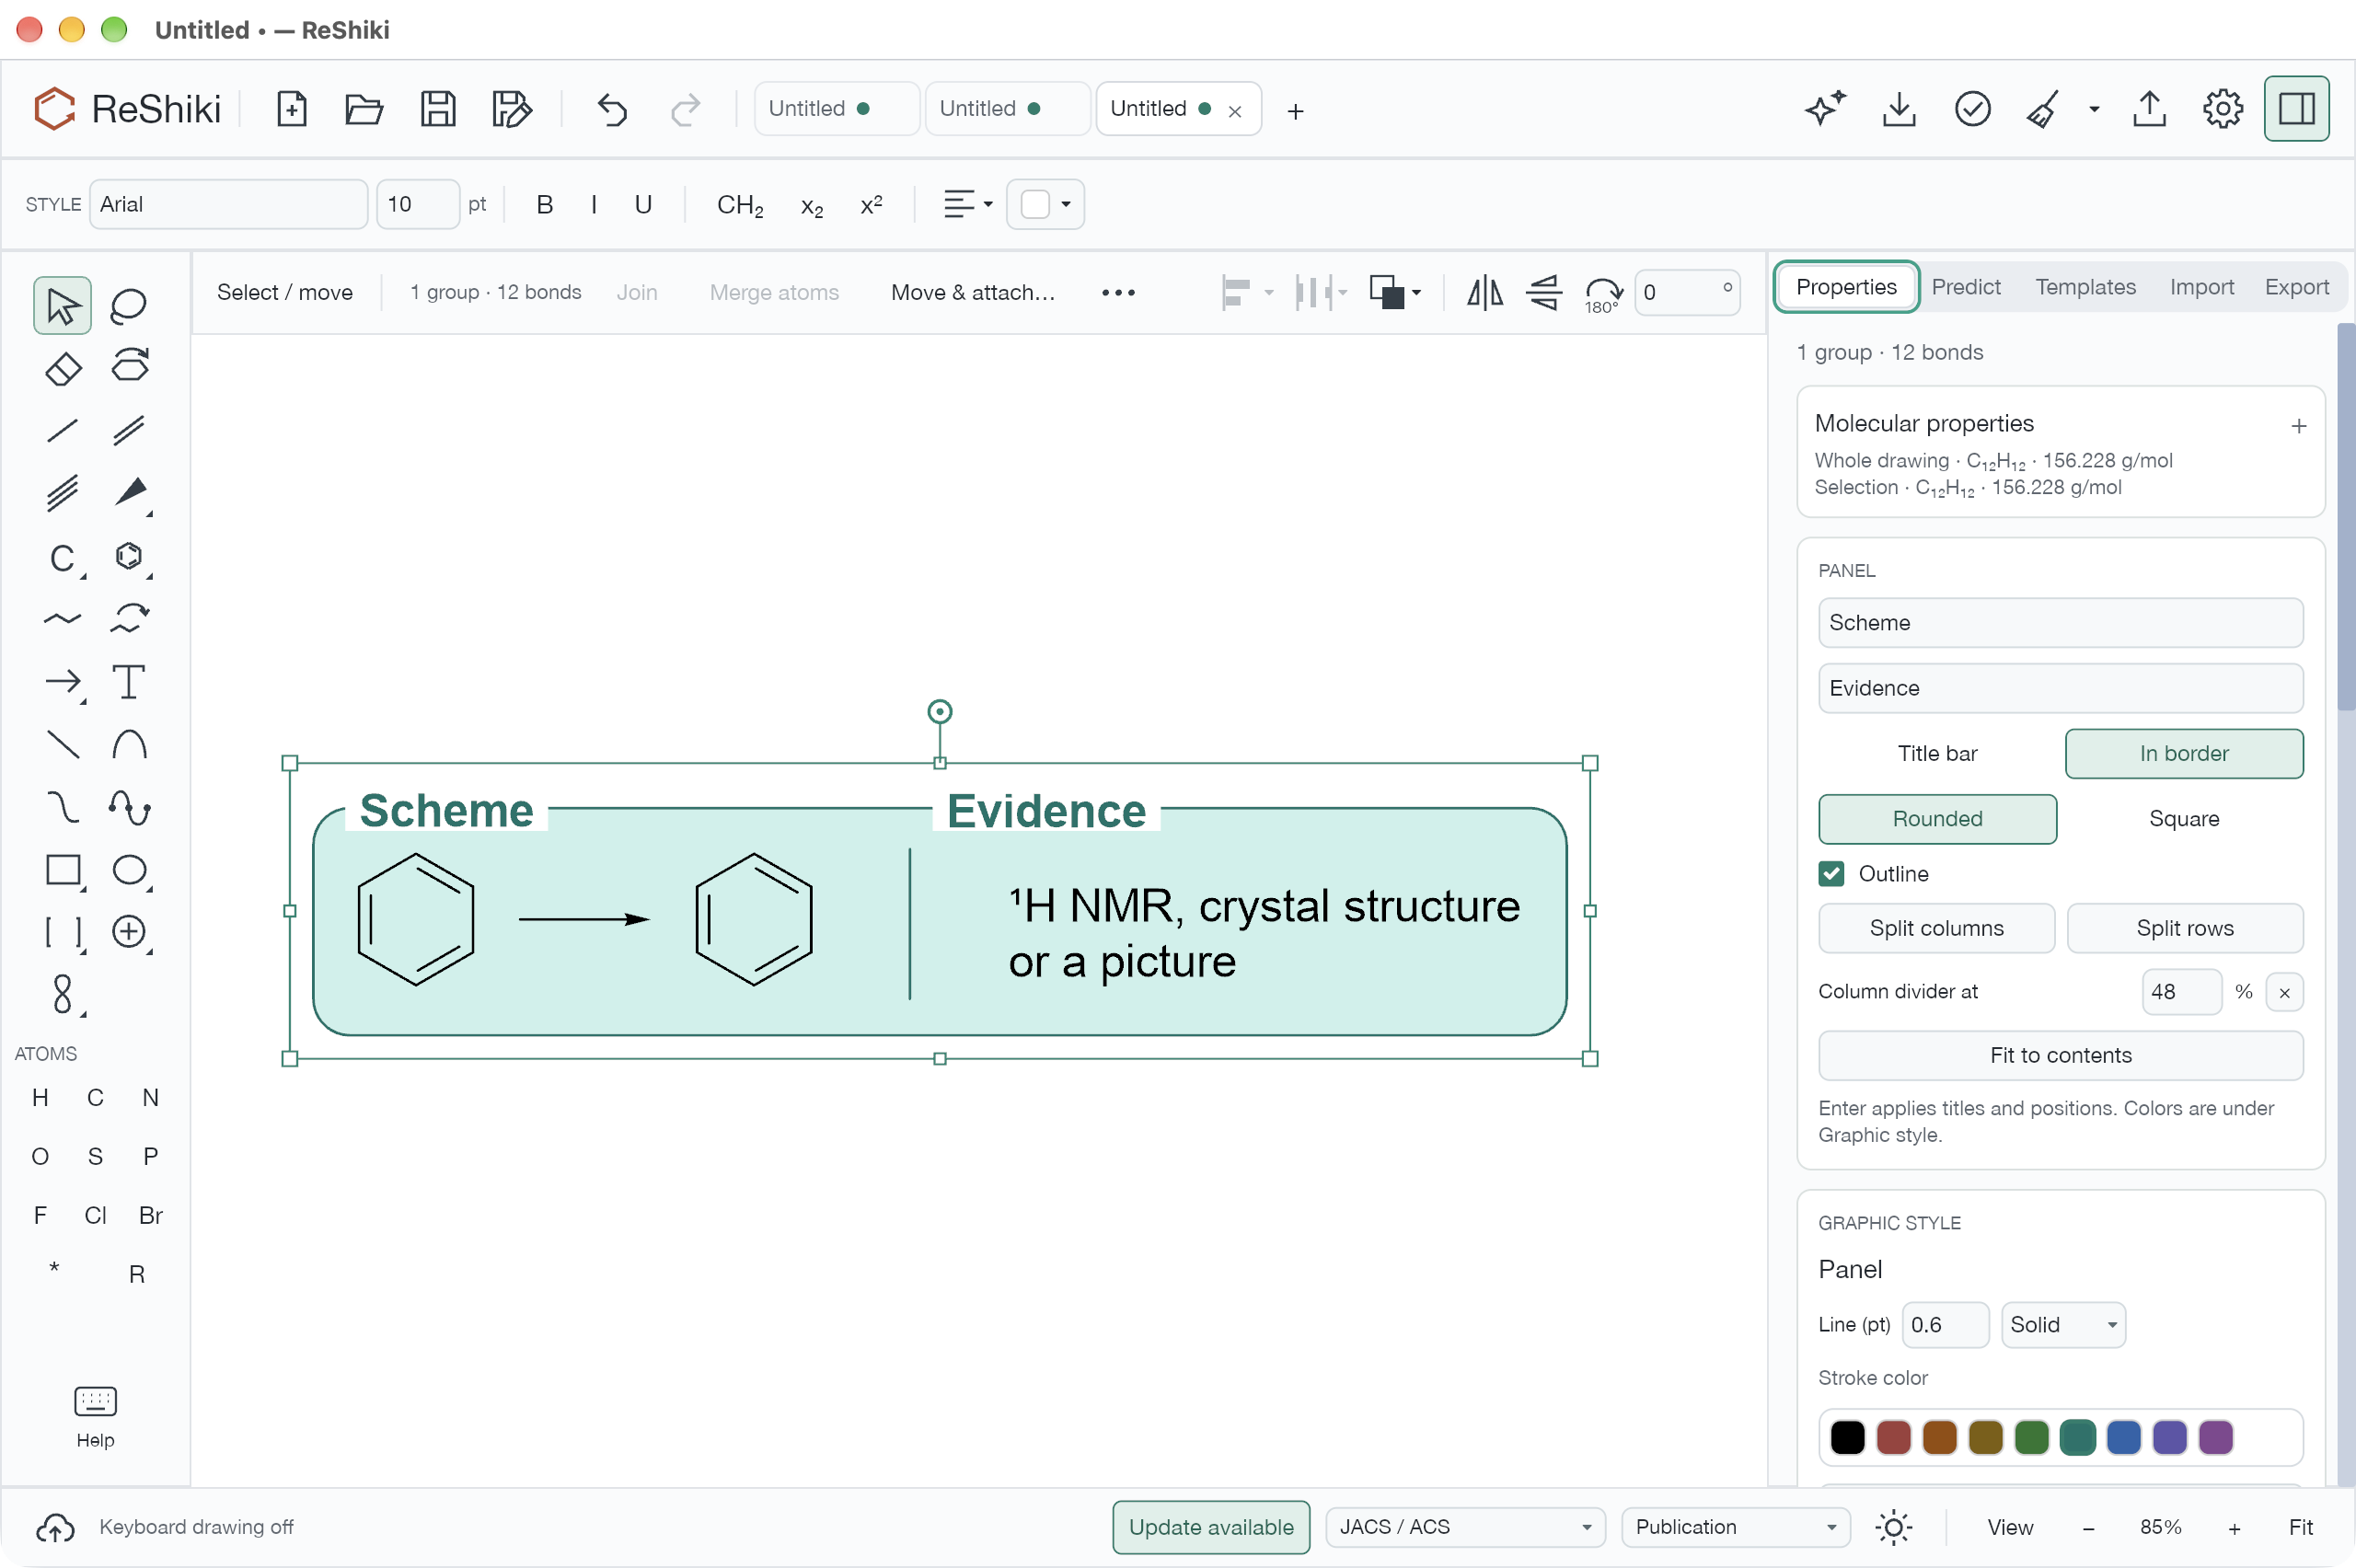 Untitled • — ReShiki
ReShiki
Untitled
Untitled
Untitled ×
+
STYLE Arial 10 pt B I U CH₂ x₂ x²
Select / move 1 group · 12 bonds Join Merge atoms Move & attach... ••• 180° 0 °
Properties Predict Templates Import Export
1 group · 12 bonds
Molecular properties +
Whole drawing · C₁₂H₁₂ · 156.228 g/mol
Selection · C₁₂H₁₂ · 156.228 g/mol
PANEL
Scheme
Evidence
Title bar In border
Rounded Square
Outline
Split columns Split rows
Column divider at 48 % ×
Fit to contents
Enter applies titles and positions. Colors are under
Graphic style.
GRAPHIC STYLE
Panel
Line (pt) 0.6 Solid
Stroke color
C
T
[ ]
ATOMS
H C N
O S P
F Cl Br
* R
Help
Scheme Evidence
¹H NMR, crystal structure
or a picture
Keyboard drawing off Update available JACS / ACS Publication View – 85% + Fit